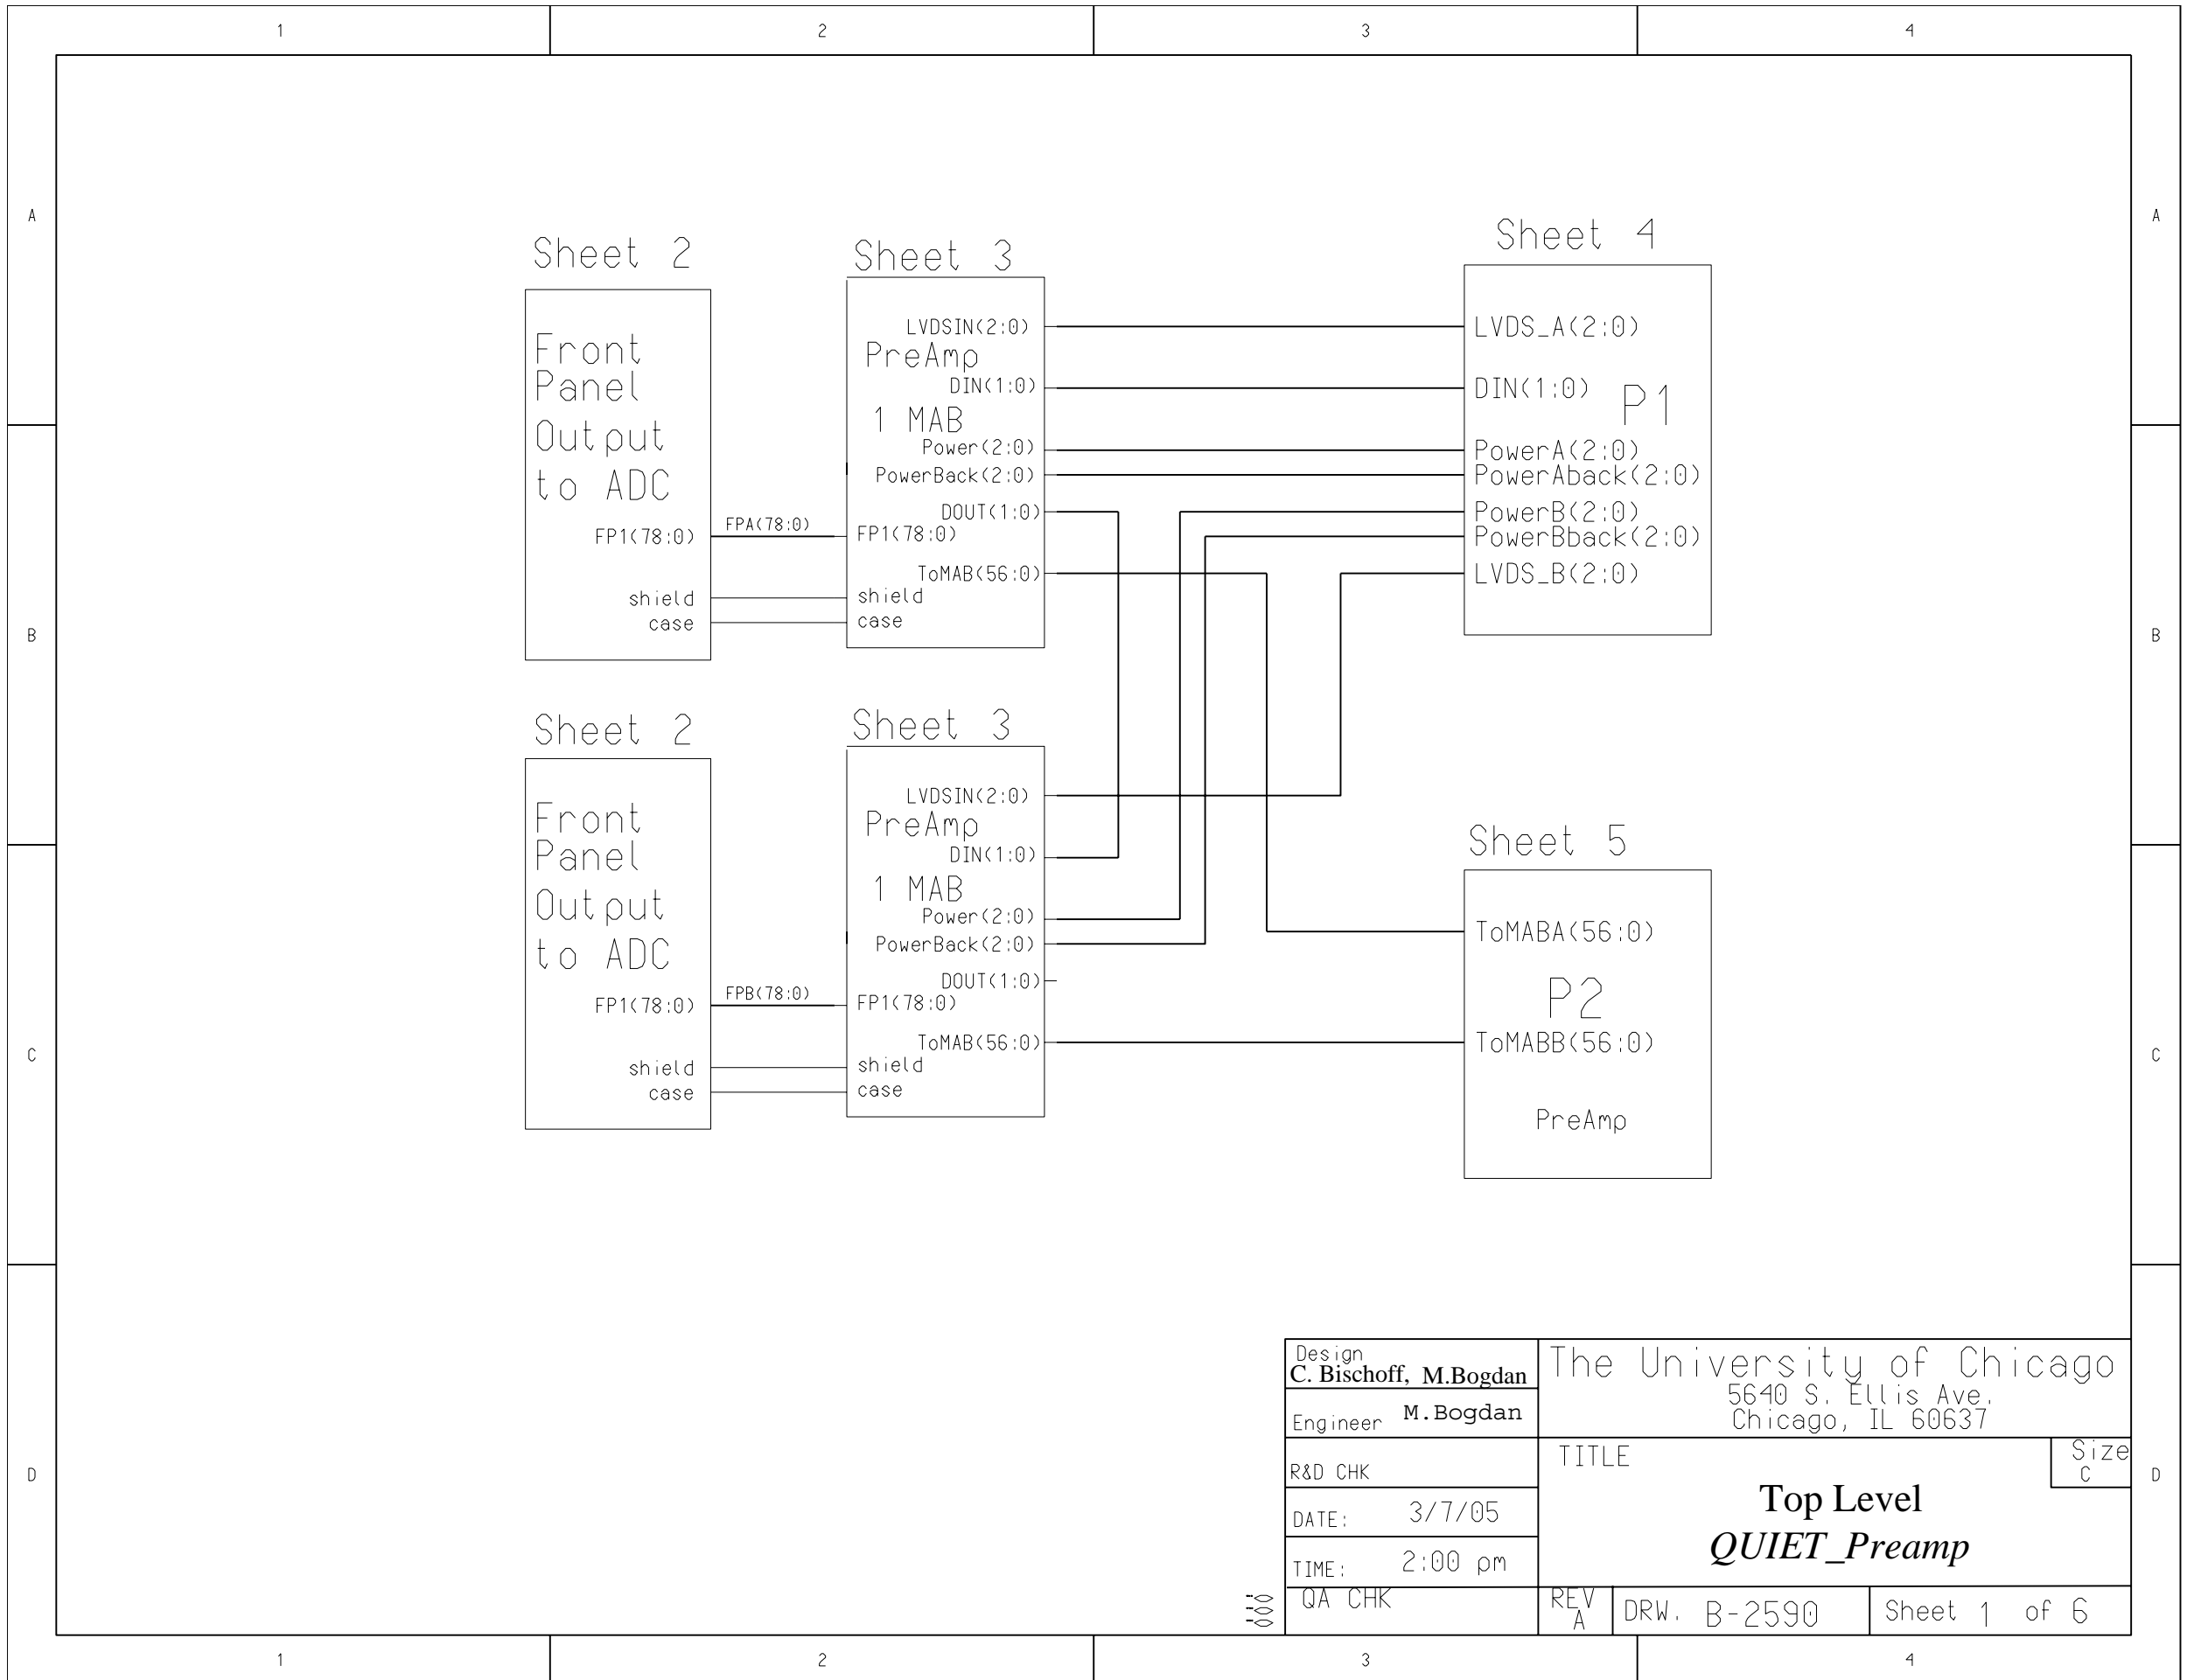 1
2
3
4
A
A
B
B
C
C
D
D
Sheet 2
Front
Panel
Output
to ADC
FP1(78:0)
shield
case
FPA(78:0)
Sheet 3
LVDSIN(2:0)
PreAmp
DIN(1:0)
1 MAB
Power(2:0)
PowerBack(2:0)
DOUT(1:0)
FP1(78:0)
ToMAB(56:0)
shield
case
Sheet 4
LVDS_A(2:0)
DIN(1:0)
P1
PowerA(2:0)
PowerAback(2:0)
PowerB(2:0)
PowerBback(2:0)
LVDS_B(2:0)
Sheet 2
Front
Panel
Output
to ADC
FP1(78:0)
shield
case
FPB(78:0)
Sheet 3
LVDSIN(2:0)
PreAmp
DIN(1:0)
1 MAB
Power(2:0)
PowerBack(2:0)
DOUT(1:0)
FP1(78:0)
ToMAB(56:0)
shield
case
Sheet 5
ToMABA(56:0)
P2
ToMABB(56:0)
PreAmp
Design
C. Bischoff, M.Bogdan
Engineer M.Bogdan
R&D CHK
DATE: 3/7/05
TIME: 2:00 pm
QA CHK
The University of Chicago
5640 S. Ellis Ave.
Chicago, IL 60637
TITLE
Size
C
Top Level
QUIET_Preamp
REV
A
DRW. B-2590
Sheet 1 of 6
1
2
3
4